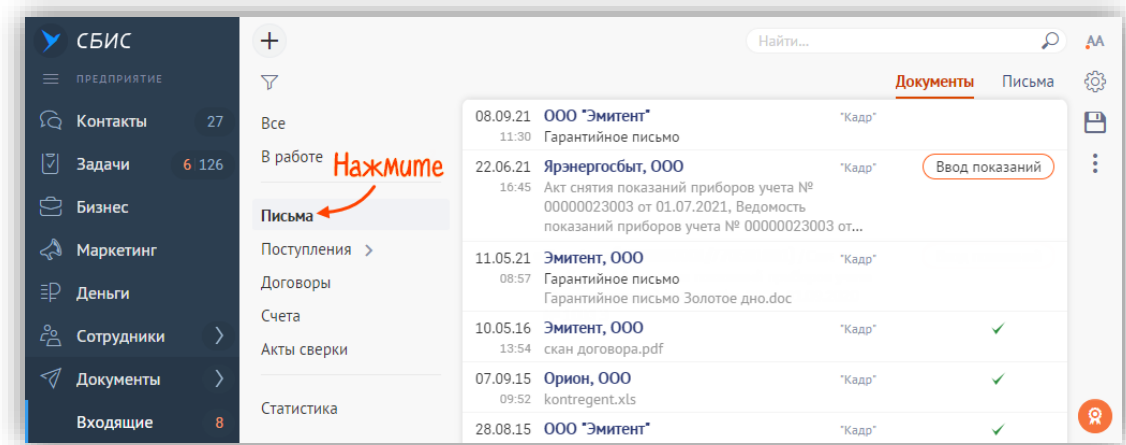 СБИС
ПРЕДПРИЯТИЕ
Контакты 27
Задачи 6 126
Бизнес
Маркетинг
Деньги
Сотрудники
Документы
Входящие 8
Все
В работе
Нажмите
Письма
Поступления
Договоры
Счета
Акты сверки
Статистика
Найти...
АА
Документы Письма
08.09.21 ООО "Эмитент" "Кадр"
11:30 Гарантийное письмо
22.06.21 Ярэнергосбыт, ООО "Кадр" Ввод показаний
16:45 Акт снятия показаний приборов учета №
00000023003 от 01.07.2021, Ведомость
показаний приборов учета № 00000023003 от...
11.05.21 Эмитент, ООО "Кадр"
08:57 Гарантийное письмо
Гарантийное письмо Золотое дно.doc
10.05.16 Эмитент, ООО "Кадр"
13:54 скан договора.pdf
07.09.15 Орион, ООО "Кадр"
09:52 kontregent.xls
28.08.15 ООО "Эмитент" "Кадр"